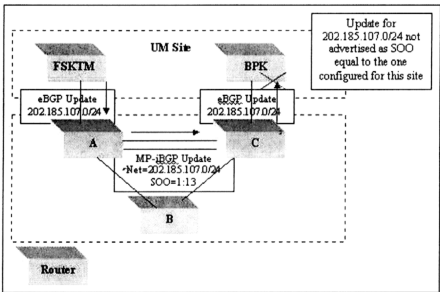 Update for
202.185.107.0/24 not
advertised as SOO
equal to the one
configured for this site
UM Site
FSKTM
BPK
eBGP Update
202.185.107.0/24
eBGP Update
202.185.107.0/24
A
C
MP-iBGP Update
Net=202.185.107.0/24
SOO=1:13
B
Router